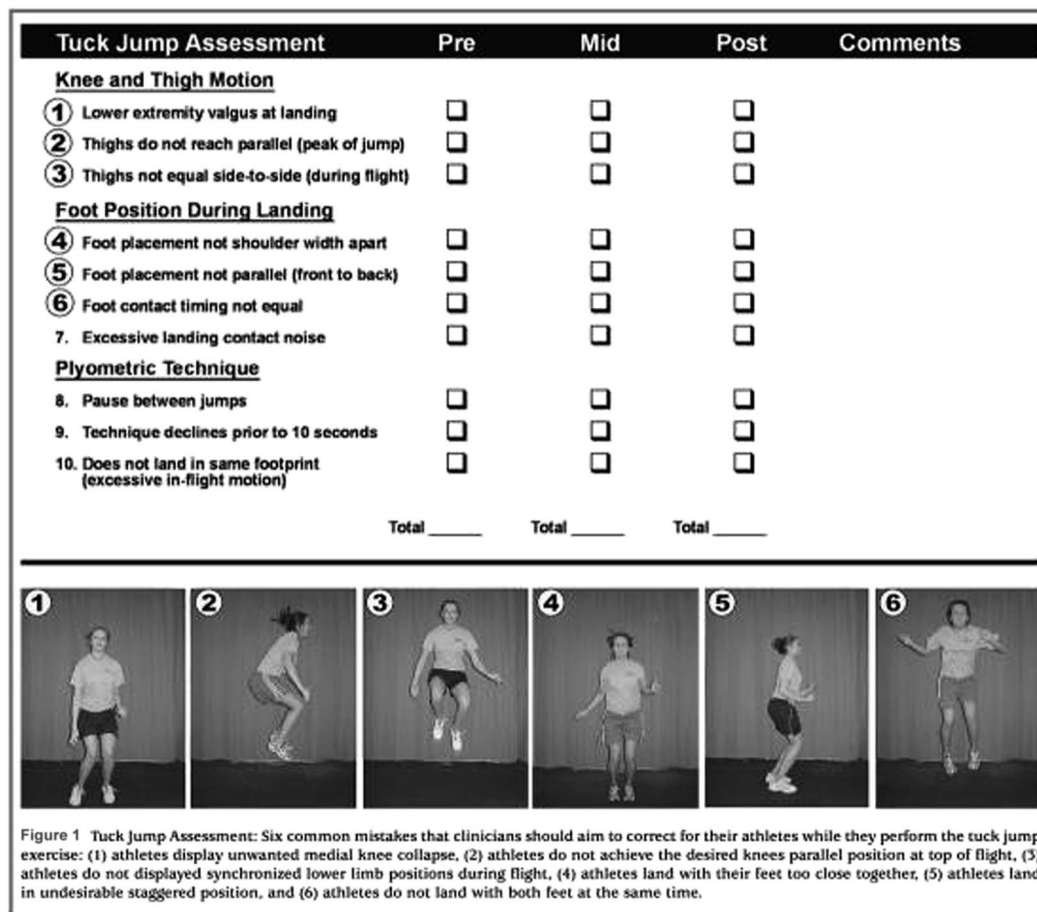 Tuck Jump Assessment Pre Mid Post Comments
Knee and Thigh Motion
1 Lower extremity valgus at landing
2 Thighs do not reach parallel (peak of jump)
3 Thighs not equal side-to-side (during flight)
Foot Position During Landing
4 Foot placement not shoulder width apart
5 Foot placement not parallel (front to back)
6 Foot contact timing not equal
7. Excessive landing contact noise
Plyometric Technique
8. Pause between jumps
9. Technique declines prior to 10 seconds
10. Does not land in same footprint
(excessive in-flight motion)
Total ______ Total ______ Total ______
1 2 3 4 5 6
Figure 1 Tuck Jump Assessment: Six common mistakes that clinicians should aim to correct for their athletes while they perform the tuck jump
exercise: (1) athletes display unwanted medial knee collapse, (2) athletes do not achieve the desired knees parallel position at top of flight, (3)
athletes do not displayed synchronized lower limb positions during flight, (4) athletes land with their feet too close together, (5) athletes land
in undesirable staggered position, and (6) athletes do not land with both feet at the same time.